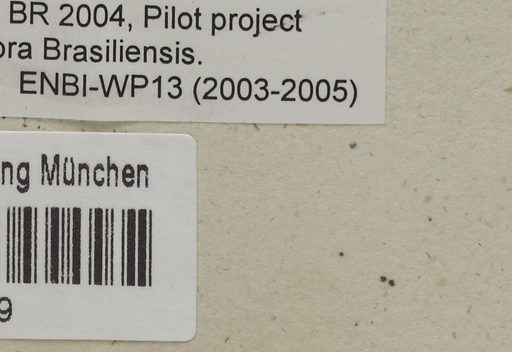 BR 2004, Pilot project
ora Brasiliensis.
ENBI-WP13 (2003-2005)
ng München
9